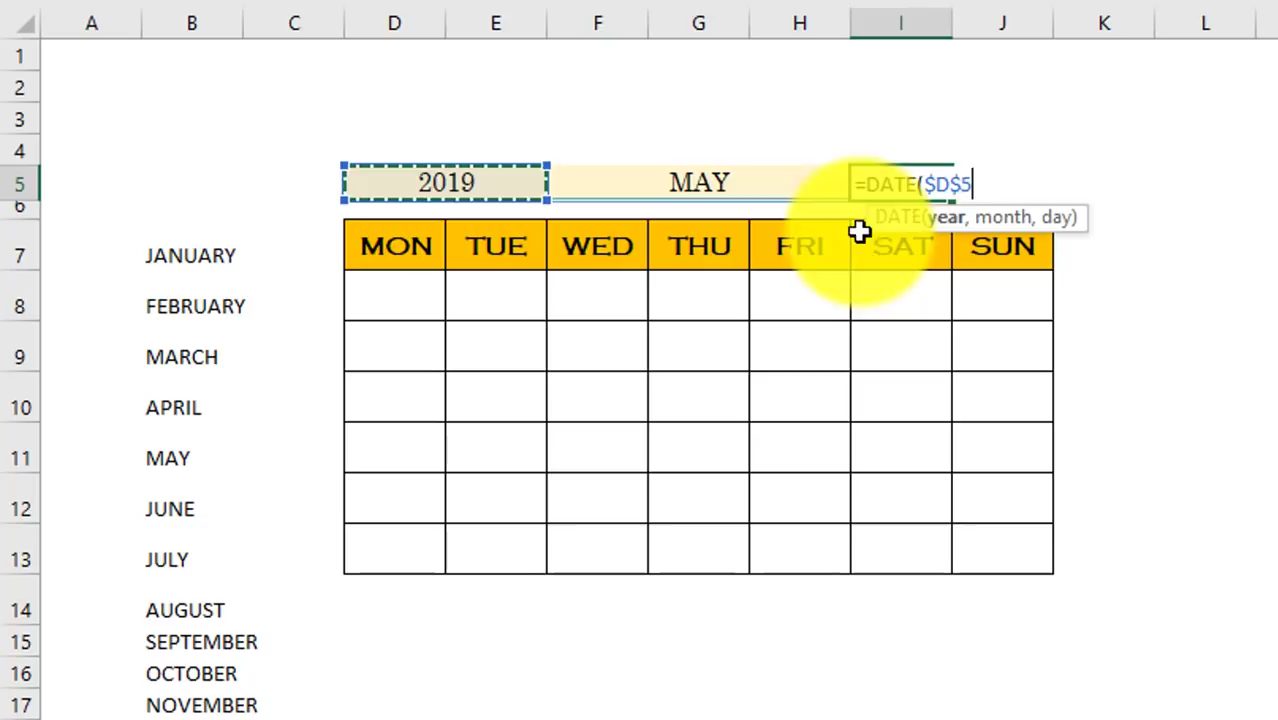 A B C D E F G H I J K L
1
2
3
4
5 2019 MAY =DATE($D$5
6 DATE(year, month, day)
7 JANUARY MON TUE WED THU FRI SAT SUN
8 FEBRUARY
9 MARCH
10 APRIL
11 MAY
12 JUNE
13 JULY
14 AUGUST
15 SEPTEMBER
16 OCTOBER
17 NOVEMBER